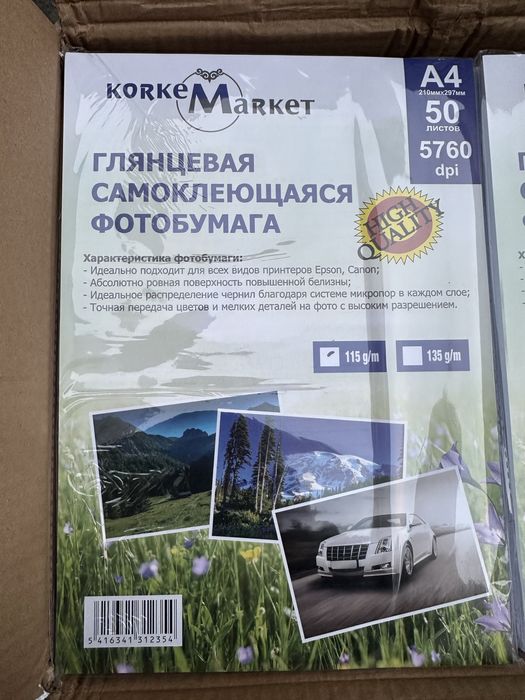 KORKE MARKET
A4
210ммx297мм
50
листов
5760
dpi
ГЛЯНЦЕВАЯ
САМОКЛЕЮЩАЯСЯ
ФОТОБУМАГА
HIGH
QUALITY
Характеристика фотобумаги:
- Идеально подходит для всех видов принтеров Epson, Canon;
- Абсолютно ровная поверхность повышенной белизны;
- Идеальное распределение чернил благодаря системе микропор в каждом слое;
- Точная передача цветов и мелких деталей на фото с высоким разрешением.
115 g/m
135 g/m
5 416341 312354